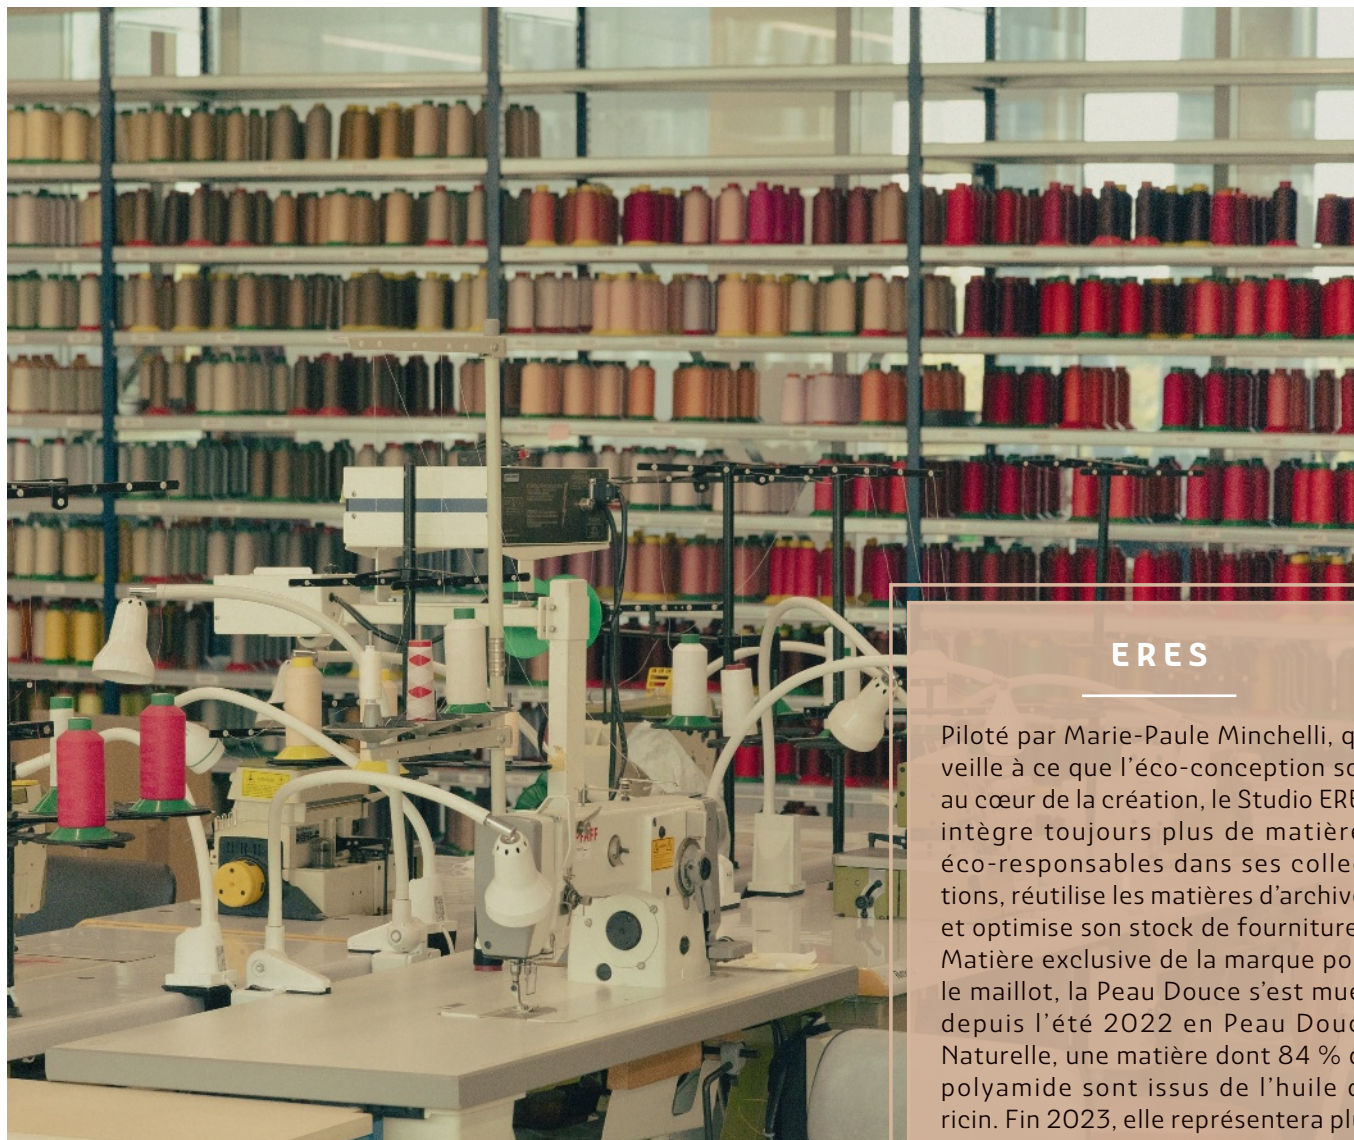 PFAFF
ERES
Piloté par Marie-Paule Minchelli,
veille à ce que l’éco-conception
au cœur de la création, le Studio
intègre toujours plus de
éco-responsables dans ses
tions, réutilise les matières
et optimise son stock de
Matière exclusive de la marque
le maillot, la Peau Douce s’est
depuis l’été 2022 en Peau
Naturelle, une matière dont 84 %
polyamide sont issus de l’huile
ricin. Fin 2023, elle représentera